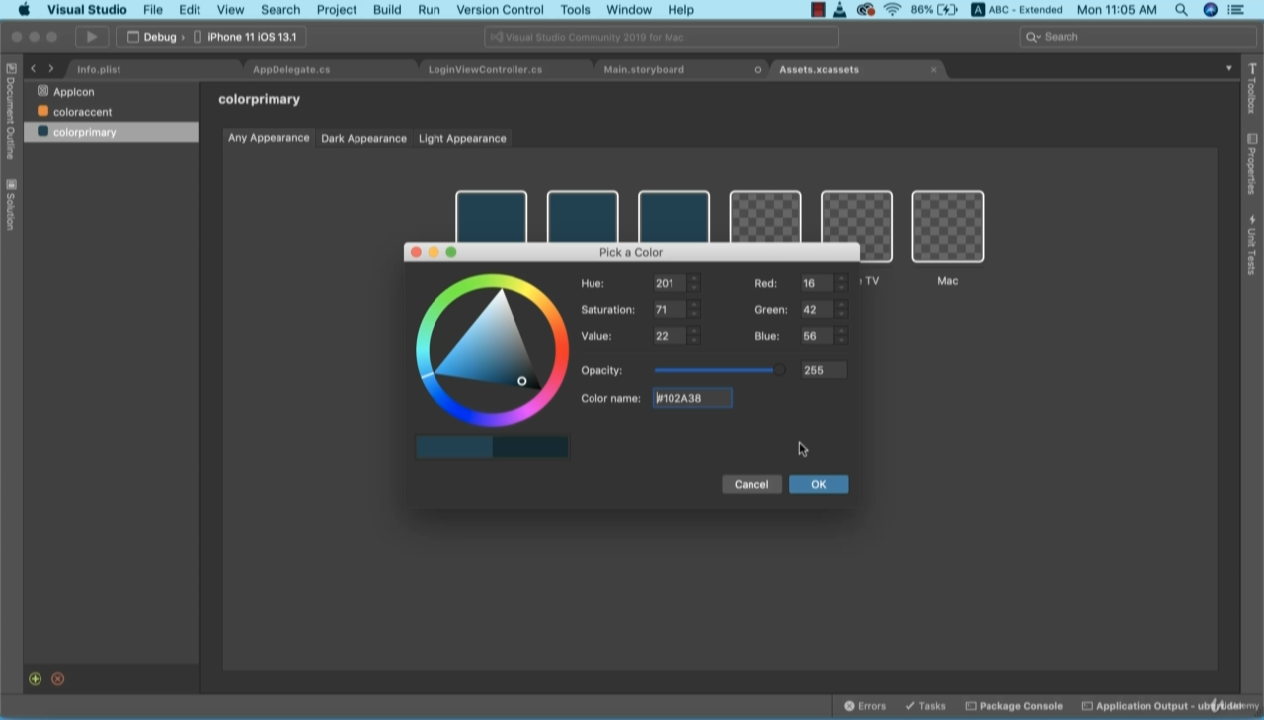 Visual Studio File Edit View Search Project Build Run Version Control Tools Window Help 86% A ABC - Extended Mon 11:05 AM
Debug › iPhone 11 iOS 13.1 Visual Studio Community 2019 for Mac Search
Info.plist AppDelegate.cs LoginViewController.cs Main.storyboard Assets.xcassets
Document Outline
Solution
AppIcon
coloraccent
colorprimary
colorprimary
Any Appearance Dark Appearance Light Appearance
TV Mac
Pick a Color
Hue: 201 Red: 16
Saturation: 71 Green: 42
Value: 22 Blue: 56
Opacity: 255
Color name: #102A38
Cancel OK
Toolbox
Properties
Unit Tests
Errors Tasks Package Console Application Output -